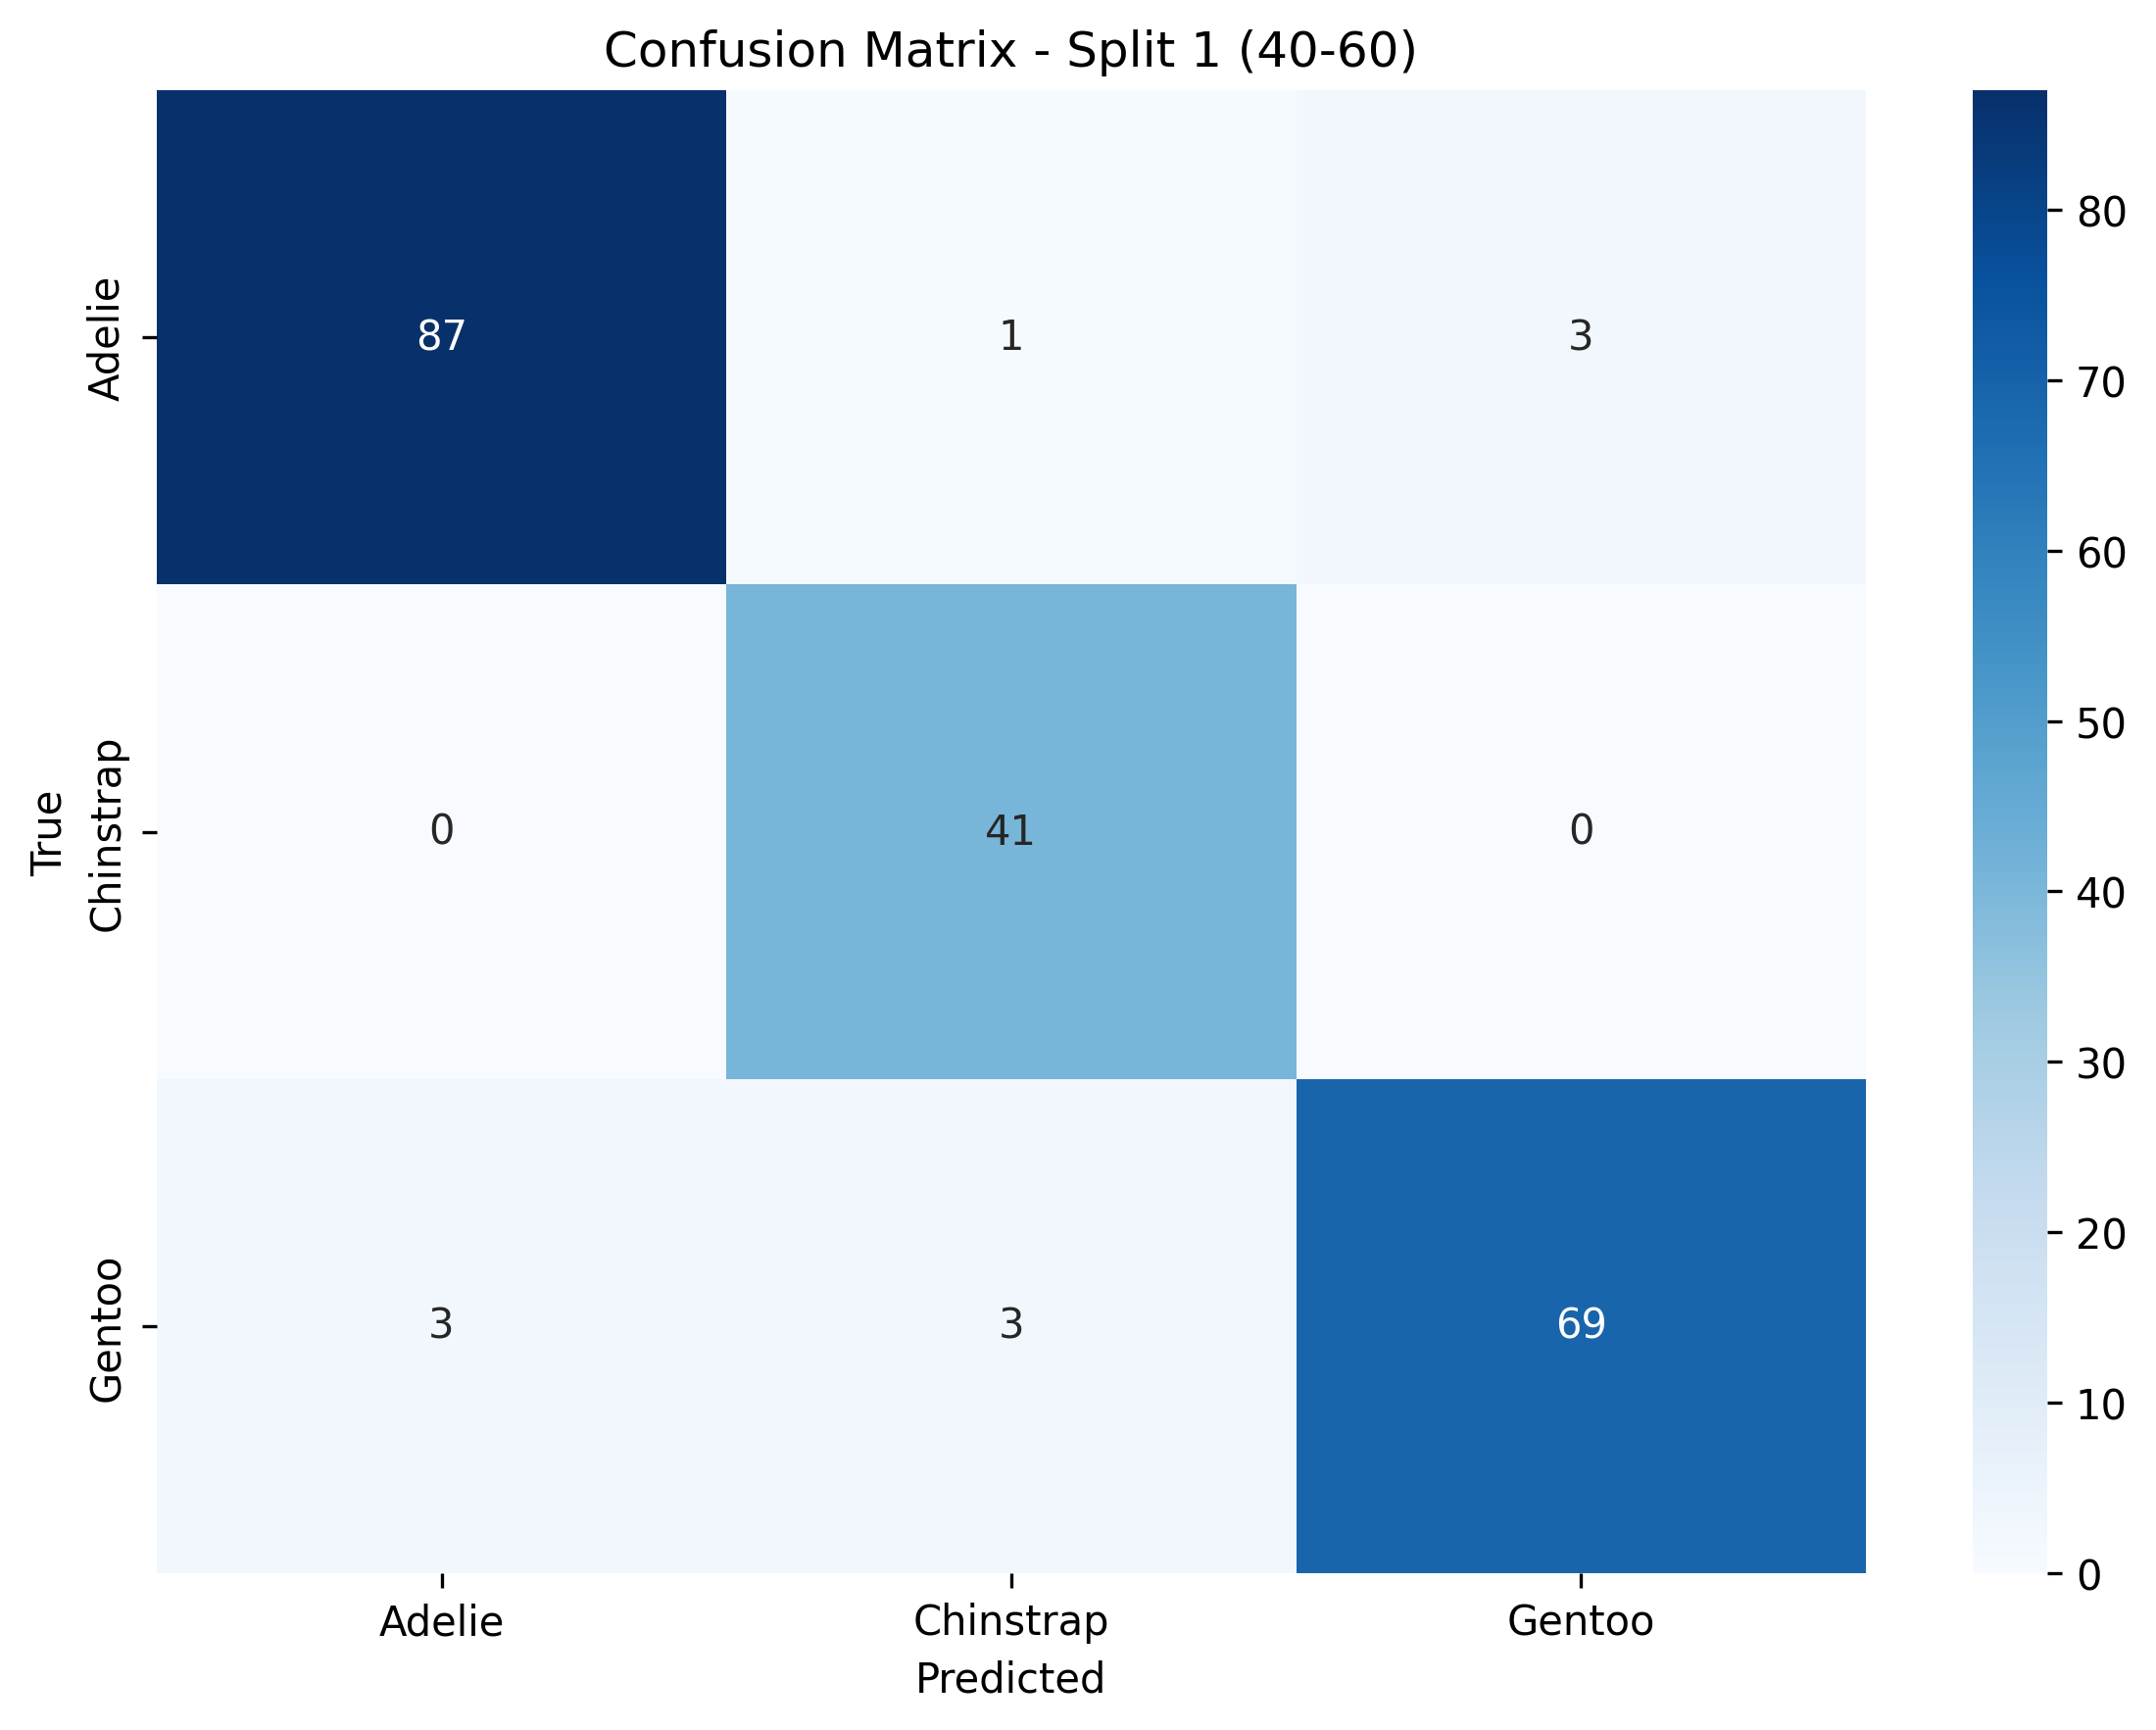 Confusion Matrix - Split 1 (40-60)
True
Adelie
87 1 3
Chinstrap
0 41 0
Gentoo
3 3 69
Adelie Chinstrap Gentoo
Predicted
80
70
60
50
40
30
20
10
0